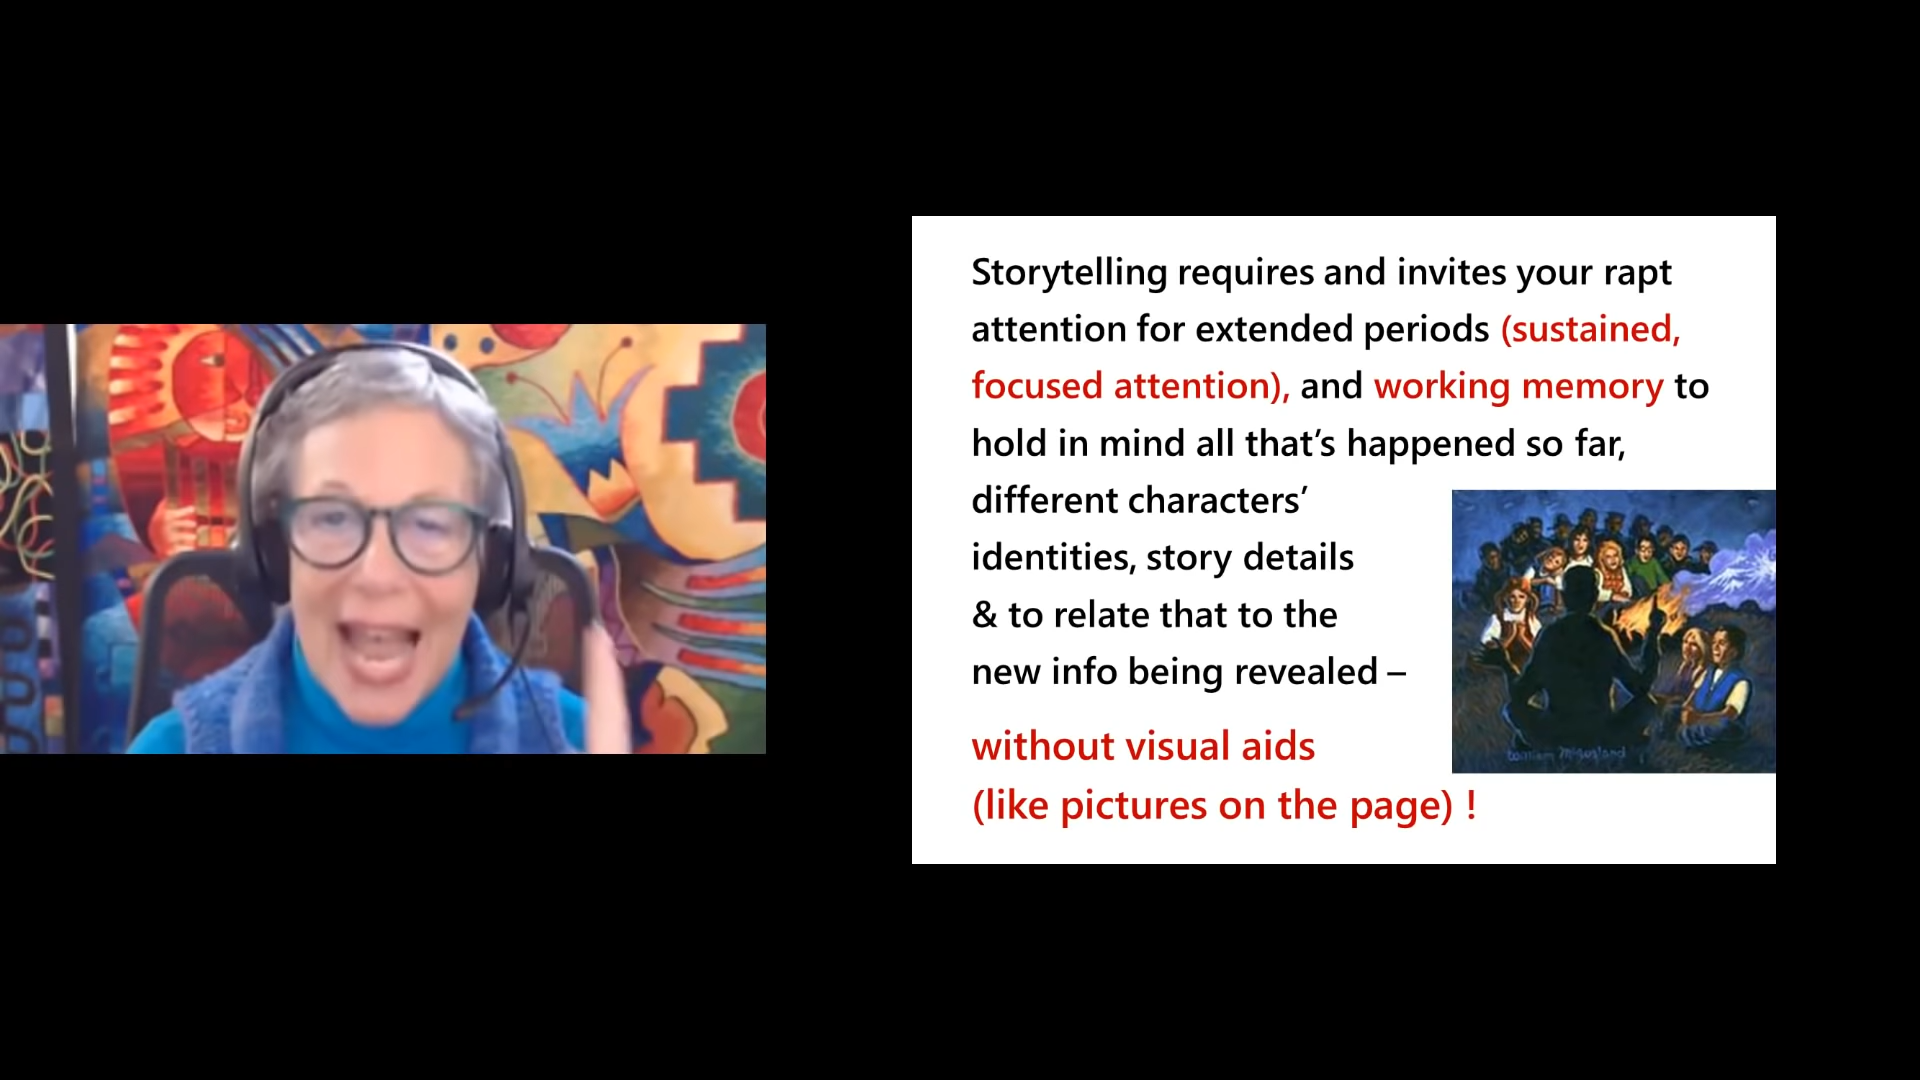 Storytelling requires and invites your rapt
attention for extended periods (sustained,
focused attention), and working memory to
hold in mind all that’s happened so far,
different characters’
identities, story details
& to relate that to the
new info being revealed –
without visual aids
(like pictures on the page) !